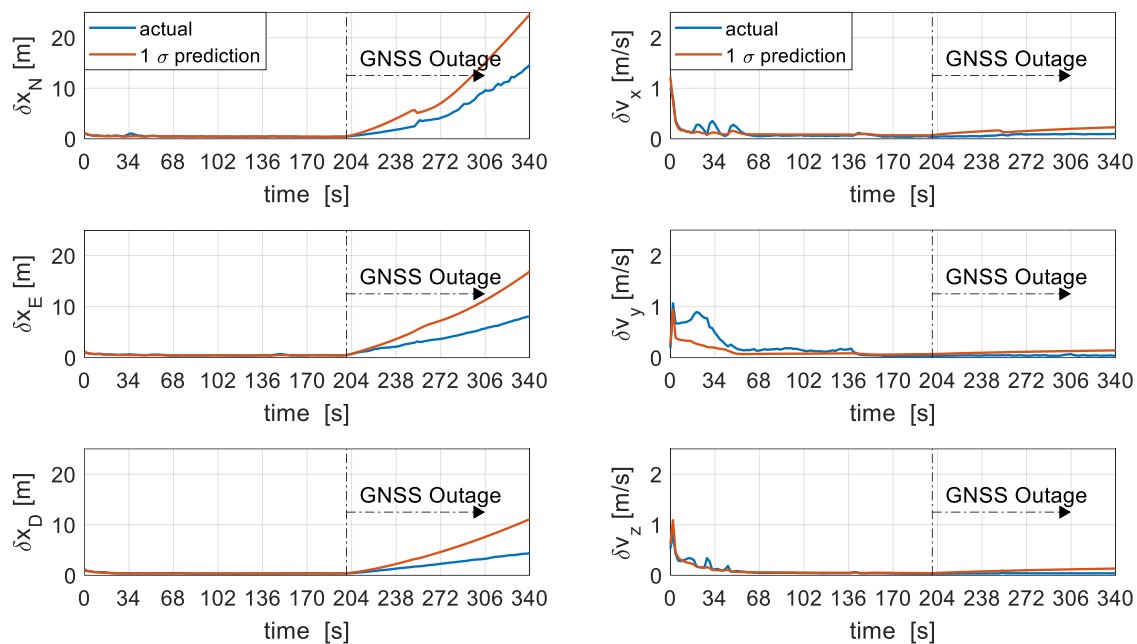 δx_N [m]
20
10
0
actual
1 σ prediction
GNSS Outage
0 34 68 102 136 170 204 238 272 306 340
time [s]
δv_x [m/s]
2
1
0
actual
1 σ prediction
GNSS Outage
0 34 68 102 136 170 204 238 272 306 340
time [s]
δx_E [m]
20
10
0
GNSS Outage
0 34 68 102 136 170 204 238 272 306 340
time [s]
δv_y [m/s]
2
1
0
GNSS Outage
0 34 68 102 136 170 204 238 272 306 340
time [s]
δx_D [m]
20
10
0
GNSS Outage
0 34 68 102 136 170 204 238 272 306 340
time [s]
δv_z [m/s]
2
1
0
GNSS Outage
0 34 68 102 136 170 204 238 272 306 340
time [s]